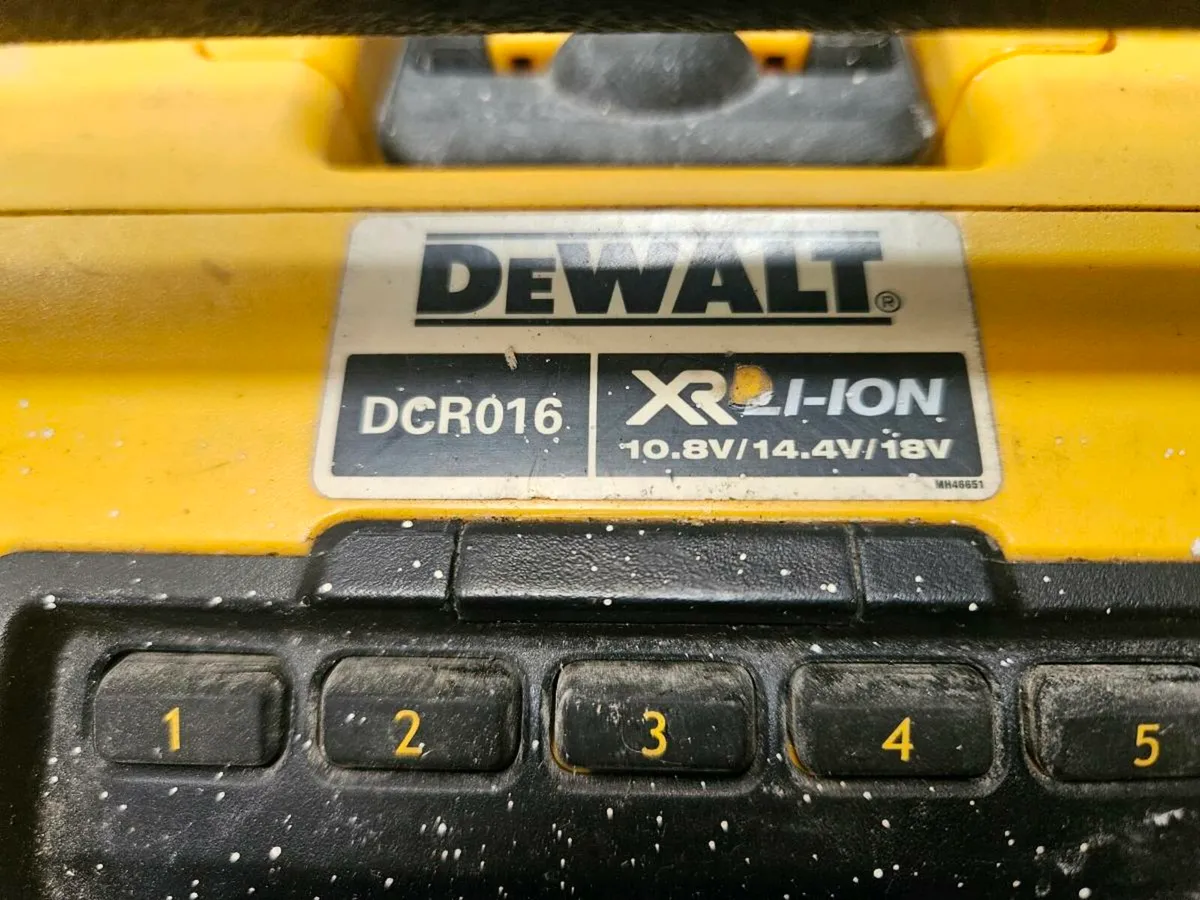 DEWALT®
DCR016
XR LI-ION
10.8V/14.4V/18V
MH46651
1 2 3 4 5